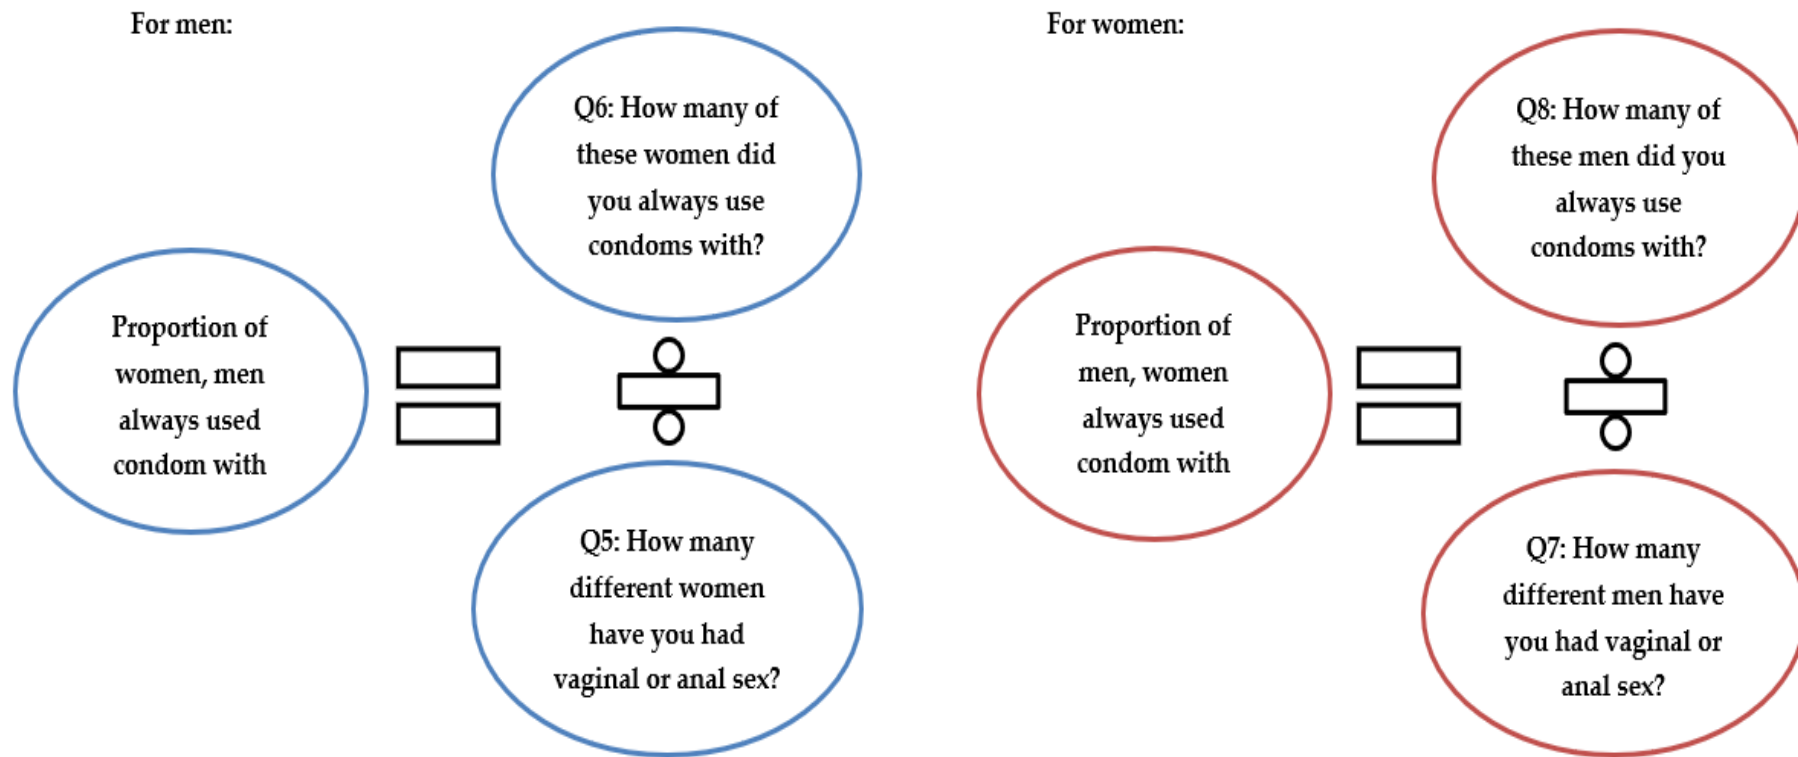 For men:
Q6: How many of
these women did
you always use
condoms with?
Proportion of
women, men
always used
condom with
Q5: How many
different women
have you had
vaginal or anal sex?
For women:
Q8: How many of
these men did you
always use
condoms with?
Proportion of
men, women
always used
condom with
Q7: How many
different men have
you had vaginal or
anal sex?